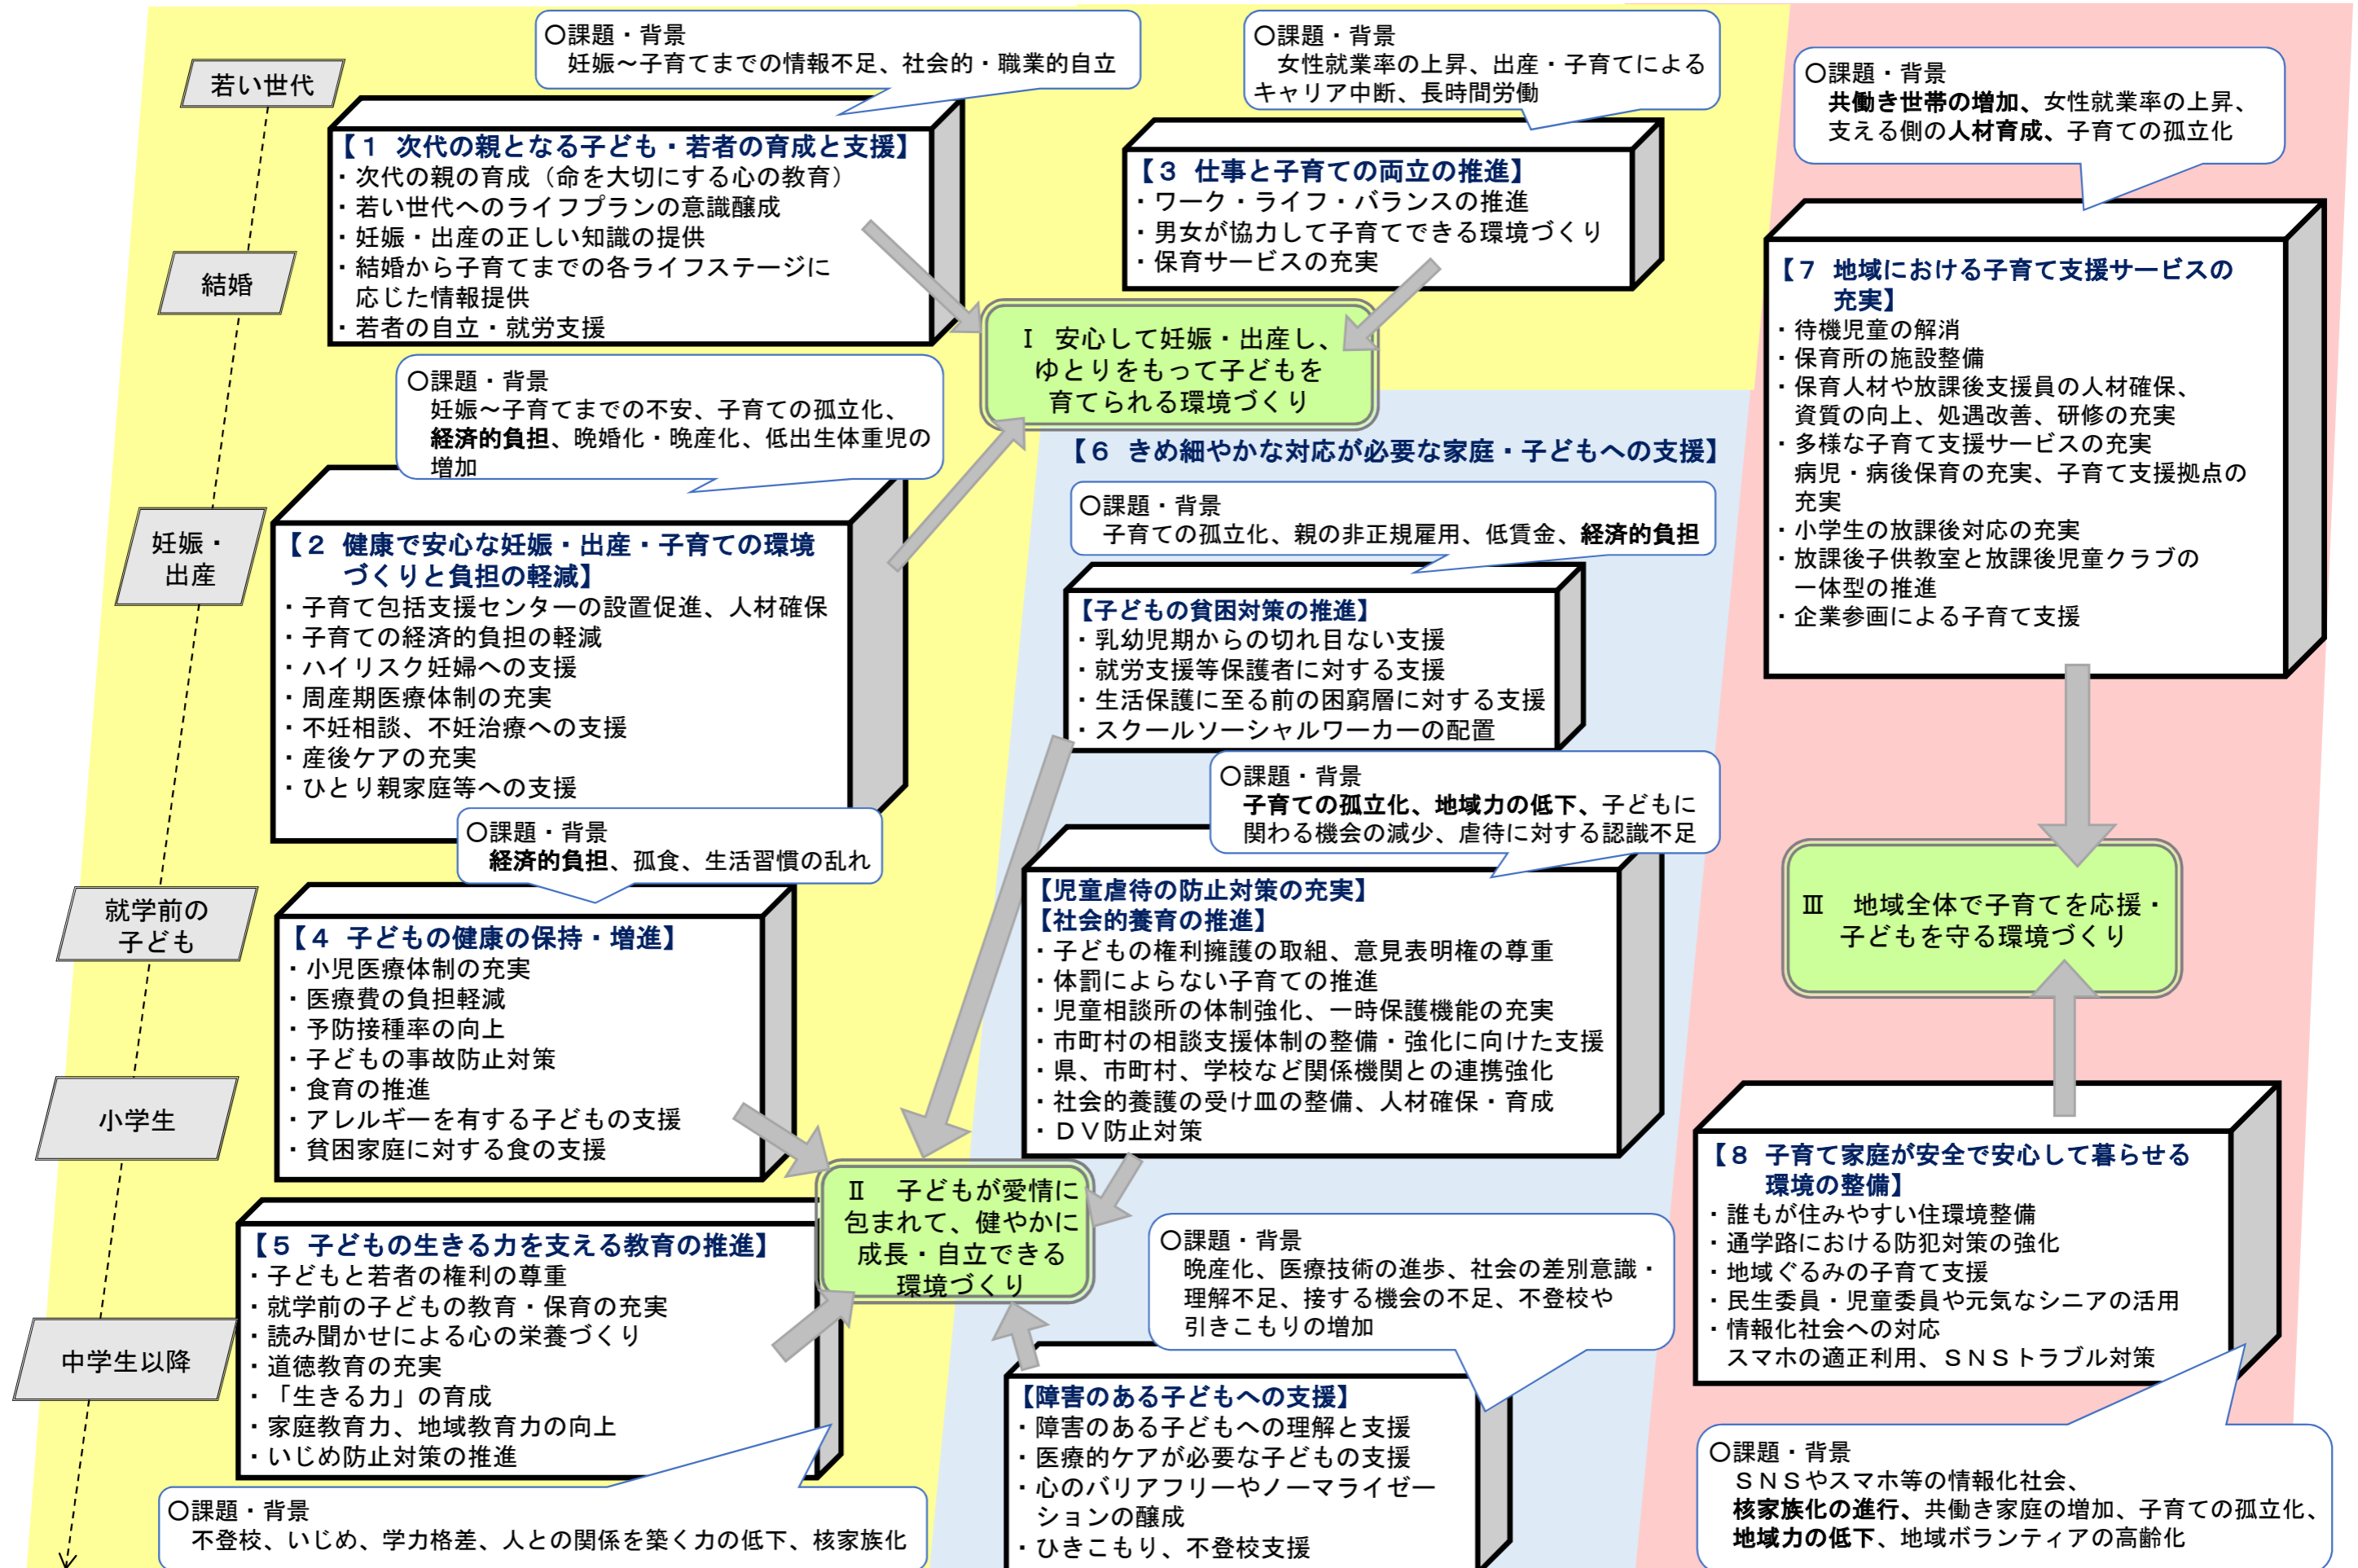 若い世代
結婚
妊娠・
出産
就学前の
子ども
小学生
中学生以降
〇課題・背景
妊娠～子育てまでの情報不足、社会的・職業的自立
【１ 次代の親となる子ども・若者の育成と支援】
・次代の親の育成（命を大切にする心の教育）
・若い世代へのライフプランの意識醸成
・妊娠・出産の正しい知識の提供
・結婚から子育てまでの各ライフステージに
応じた情報提供
・若者の自立・就労支援
〇課題・背景
女性就業率の上昇、出産・子育てによる
キャリア中断、長時間労働
【３ 仕事と子育ての両立の推進】
・ワーク・ライフ・バランスの推進
・男女が協力して子育てできる環境づくり
・保育サービスの充実
Ⅰ 安心して妊娠・出産し、
ゆとりをもって子どもを
育てられる環境づくり
〇課題・背景
妊娠～子育てまでの不安、子育ての孤立化、
経済的負担、晩婚化・晩産化、低出生体重児の
増加
【２ 健康で安心な妊娠・出産・子育ての環境
づくりと負担の軽減】
・子育て包括支援センターの設置促進、人材確保
・子育ての経済的負担の軽減
・ハイリスク妊婦への支援
・周産期医療体制の充実
・不妊相談、不妊治療への支援
・産後ケアの充実
・ひとり親家庭等への支援
〇課題・背景
経済的負担、孤食、生活習慣の乱れ
【４ 子どもの健康の保持・増進】
・小児医療体制の充実
・医療費の負担軽減
・予防接種率の向上
・子どもの事故防止対策
・食育の推進
・アレルギーを有する子どもの支援
・貧困家庭に対する食の支援
【５ 子どもの生きる力を支える教育の推進】
・子どもと若者の権利の尊重
・就学前の子どもの教育・保育の充実
・読み聞かせによる心の栄養づくり
・道徳教育の充実
・「生きる力」の育成
・家庭教育力、地域教育力の向上
・いじめ防止対策の推進
〇課題・背景
不登校、いじめ、学力格差、人との関係を築く力の低下、核家族化
Ⅱ 子どもが愛情に
包まれて、健やかに
成長・自立できる
環境づくり
【６ きめ細やかな対応が必要な家庭・子どもへの支援】
〇課題・背景
子育ての孤立化、親の非正規雇用、低賃金、経済的負担
【子どもの貧困対策の推進】
・乳幼児期からの切れ目ない支援
・就労支援等保護者に対する支援
・生活保護に至る前の困窮層に対する支援
・スクールソーシャルワーカーの配置
〇課題・背景
子育ての孤立化、地域力の低下、子どもに
関わる機会の減少、虐待に対する認識不足
【児童虐待の防止対策の充実】
【社会的養育の推進】
・子どもの権利擁護の取組、意見表明権の尊重
・体罰によらない子育ての推進
・児童相談所の体制強化、一時保護機能の充実
・市町村の相談支援体制の整備・強化に向けた支援
・県、市町村、学校など関係機関との連携強化
・社会的養護の受け皿の整備、人材確保・育成
・ＤＶ防止対策
〇課題・背景
晩産化、医療技術の進歩、社会の差別意識・
理解不足、接する機会の不足、不登校や
引きこもりの増加
【障害のある子どもへの支援】
・障害のある子どもへの理解と支援
・医療的ケアが必要な子どもの支援
・心のバリアフリーやノーマライゼー
ションの醸成
・ひきこもり、不登校支援
〇課題・背景
共働き世帯の増加、女性就業率の上昇、
支える側の人材育成、子育ての孤立化
【７ 地域における子育て支援サービスの
充実】
・待機児童の解消
・保育所の施設整備
・保育人材や放課後支援員の人材確保、
資質の向上、処遇改善、研修の充実
・多様な子育て支援サービスの充実
病児・病後保育の充実、子育て支援拠点の
充実
・小学生の放課後対応の充実
・放課後子供教室と放課後児童クラブの
一体型の推進
・企業参画による子育て支援
Ⅲ 地域全体で子育てを応援・
子どもを守る環境づくり
【８ 子育て家庭が安全で安心して暮らせる
環境の整備】
・誰もが住みやすい住環境整備
・通学路における防犯対策の強化
・地域ぐるみの子育て支援
・民生委員・児童委員や元気なシニアの活用
・情報化社会への対応
スマホの適正利用、ＳＮＳトラブル対策
〇課題・背景
ＳＮＳやスマホ等の情報化社会、
核家族化の進行、共働き家庭の増加、子育ての孤立化、
地域力の低下、地域ボランティアの高齢化